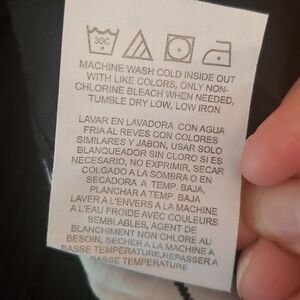 30C
MACHINE WASH COLD INSIDE OUT
WITH LIKE COLORS, ONLY NON-
CHLORINE BLEACH WHEN NEEDED,
TUMBLE DRY LOW, LOW IRON
LAVAR EN LAVADORA CON AGUA
FRIA AL REVES CON COLORES
SIMILARES Y JABON, USAR SOLO
BLANQUEADOR SIN CLORO SI ES
NECESARIO, NO EXPRIMIR, SECAR
COLGADO A LA SOMBRA O EN
SECADORA A TEMP. BAJA,
PLANCHAR A TEMP. BAJA
LAVER À L'ENVERS A LA MACHINE
A L'EAU FROIDE AVEC COULEURS
SEMBLABLES, AGENT DE
BLANCHIMENT NON CHLORE AU
BESOIN, SECHER A LA MACHINE A
BASSE TEMPERATURE, REPASSER A
BASSE TEMPERATURE